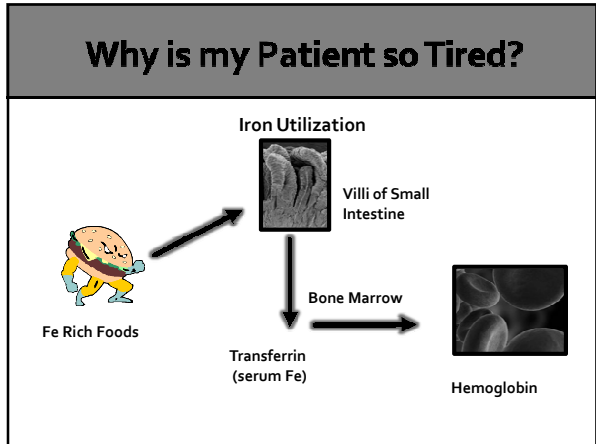 Why is my Patient so Tired?
Iron Utilization
Villi of Small
Intestine
Bone Marrow
Fe Rich Foods
Transferrin
(serum Fe)
Hemoglobin